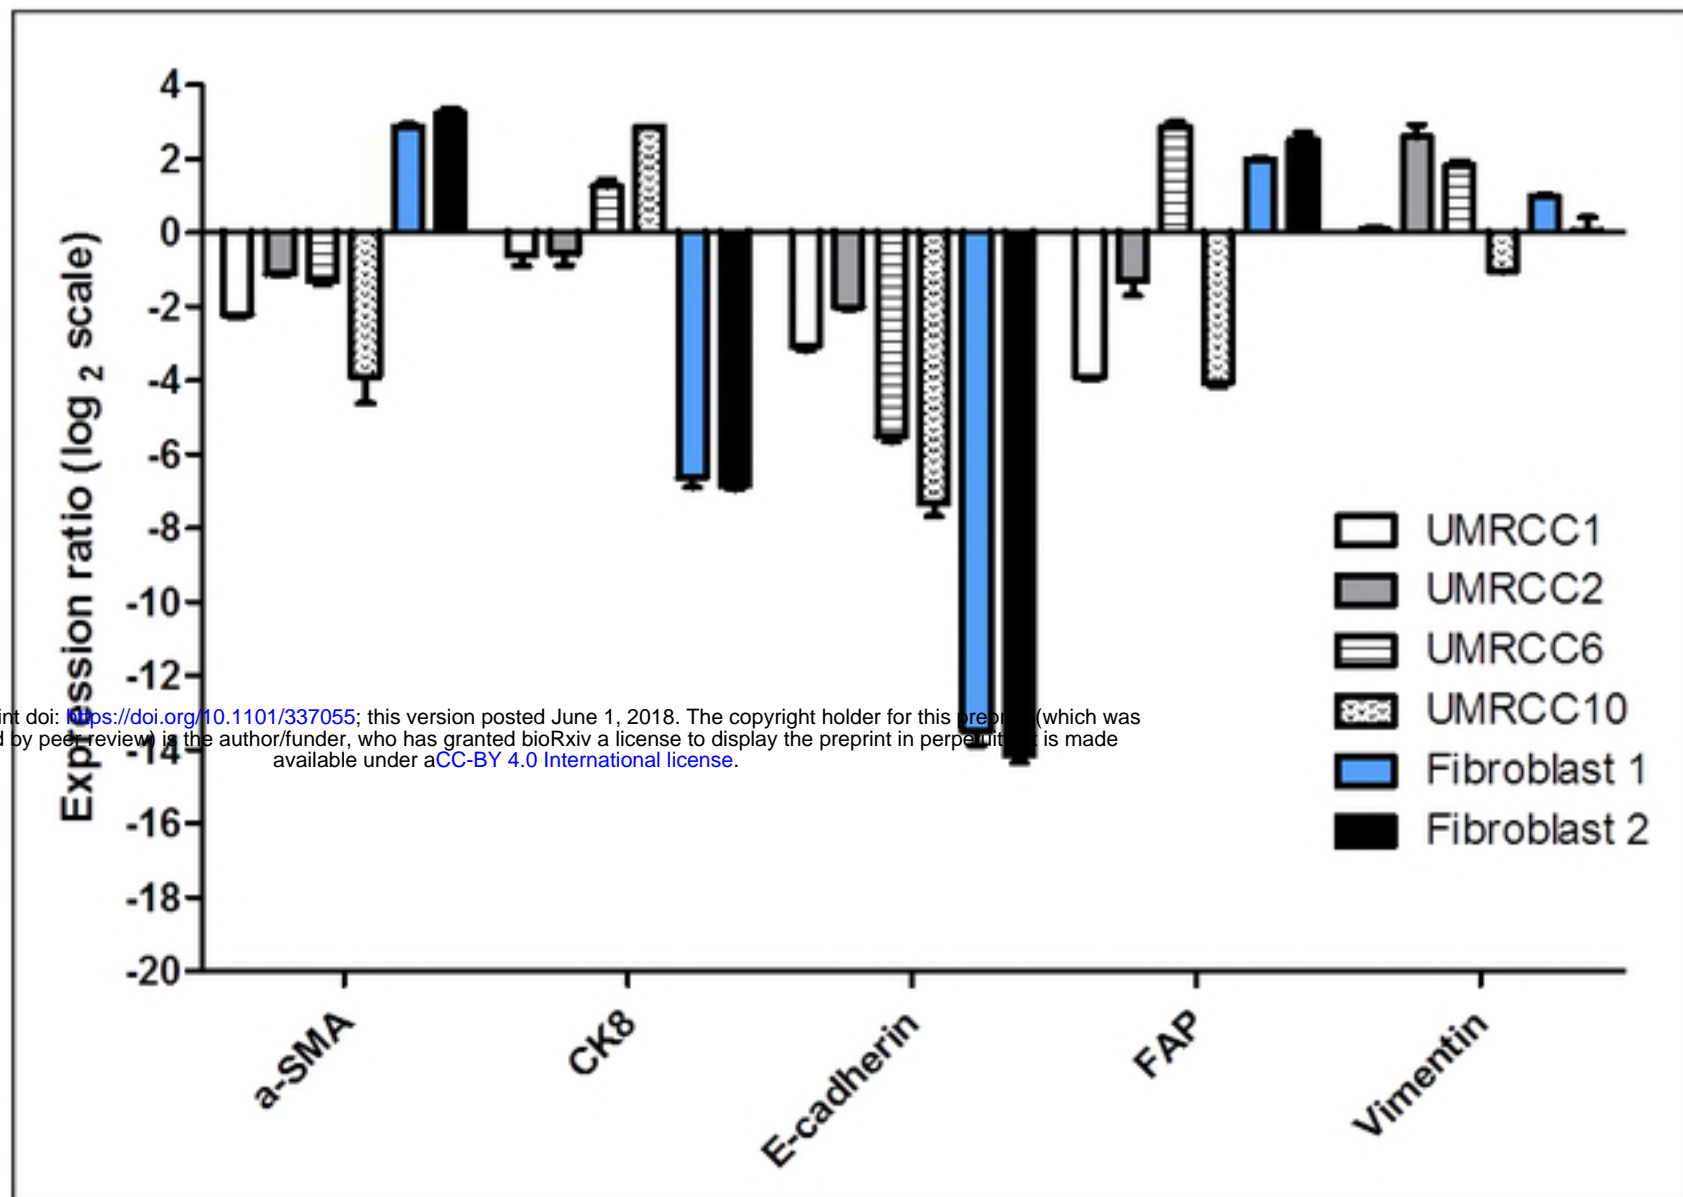 4
2
0
-2
-4
-6
-8
-10
-12
-14
-16
-18
-20
Expression ratio (log 2 scale)
UMRCC1
UMRCC2
UMRCC6
UMRCC10
Fibroblast 1
Fibroblast 2
int doi: https://doi.org/10.1101/337055; this version posted June 1, 2018. The copyright holder for this preprint (which was
d by peer review) is the author/funder, who has granted bioRxiv a license to display the preprint in perpetuity. It is made
available under aCC-BY 4.0 International license.
a-SMA
CK8
E-cadherin
FAP
Vimentin